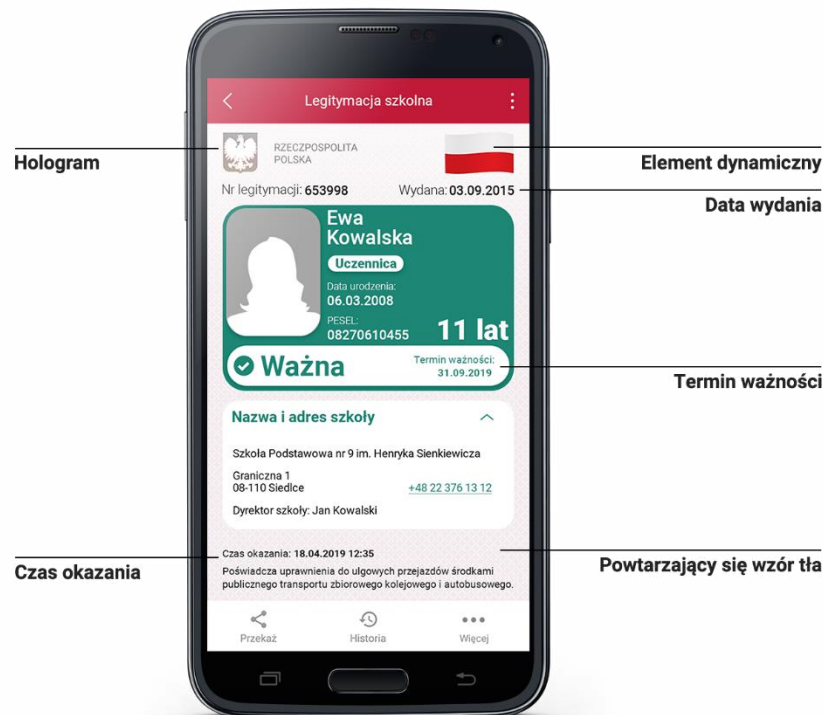 Legitymacja szkolna
RZECZPOSPOLITA
POLSKA
Hologram
Element dynamiczny
Nr legitymacji: 653998
Wydana: 03.09.2015
Data wydania
Ewa
Kowalska
Uczennica
Data urodzenia:
06.03.2008
PESEL:
08270610455
11 lat
Ważna
Termin ważności:
31.09.2019
Termin ważności
Nazwa i adres szkoły
Szkoła Podstawowa nr 9 im. Henryka Sienkiewicza
Graniczna 1
08-110 Siedlce
+48 22 376 13 12
Dyrektor szkoły: Jan Kowalski
Czas okazania: 18.04.2019 12:35
Czas okazania
Powtarzający się wzór tła
Poświadcza uprawnienia do ulgowych przejazdów środkami
publicznego transportu zbiorowego kolejowego i autobusowego.
Przekaż
Historia
Więcej